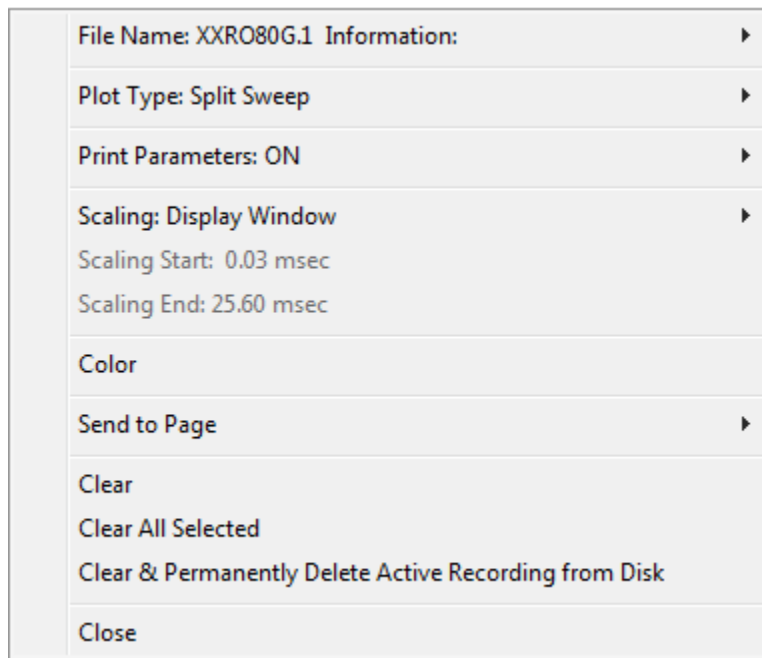 File Name: XXRO80G.1  Information:
Plot Type: Split Sweep
Print Parameters: ON
Scaling: Display Window
Scaling Start:  0.03 msec
Scaling End: 25.60 msec
Color
Send to Page
Clear
Clear All Selected
Clear & Permanently Delete Active Recording from Disk
Close